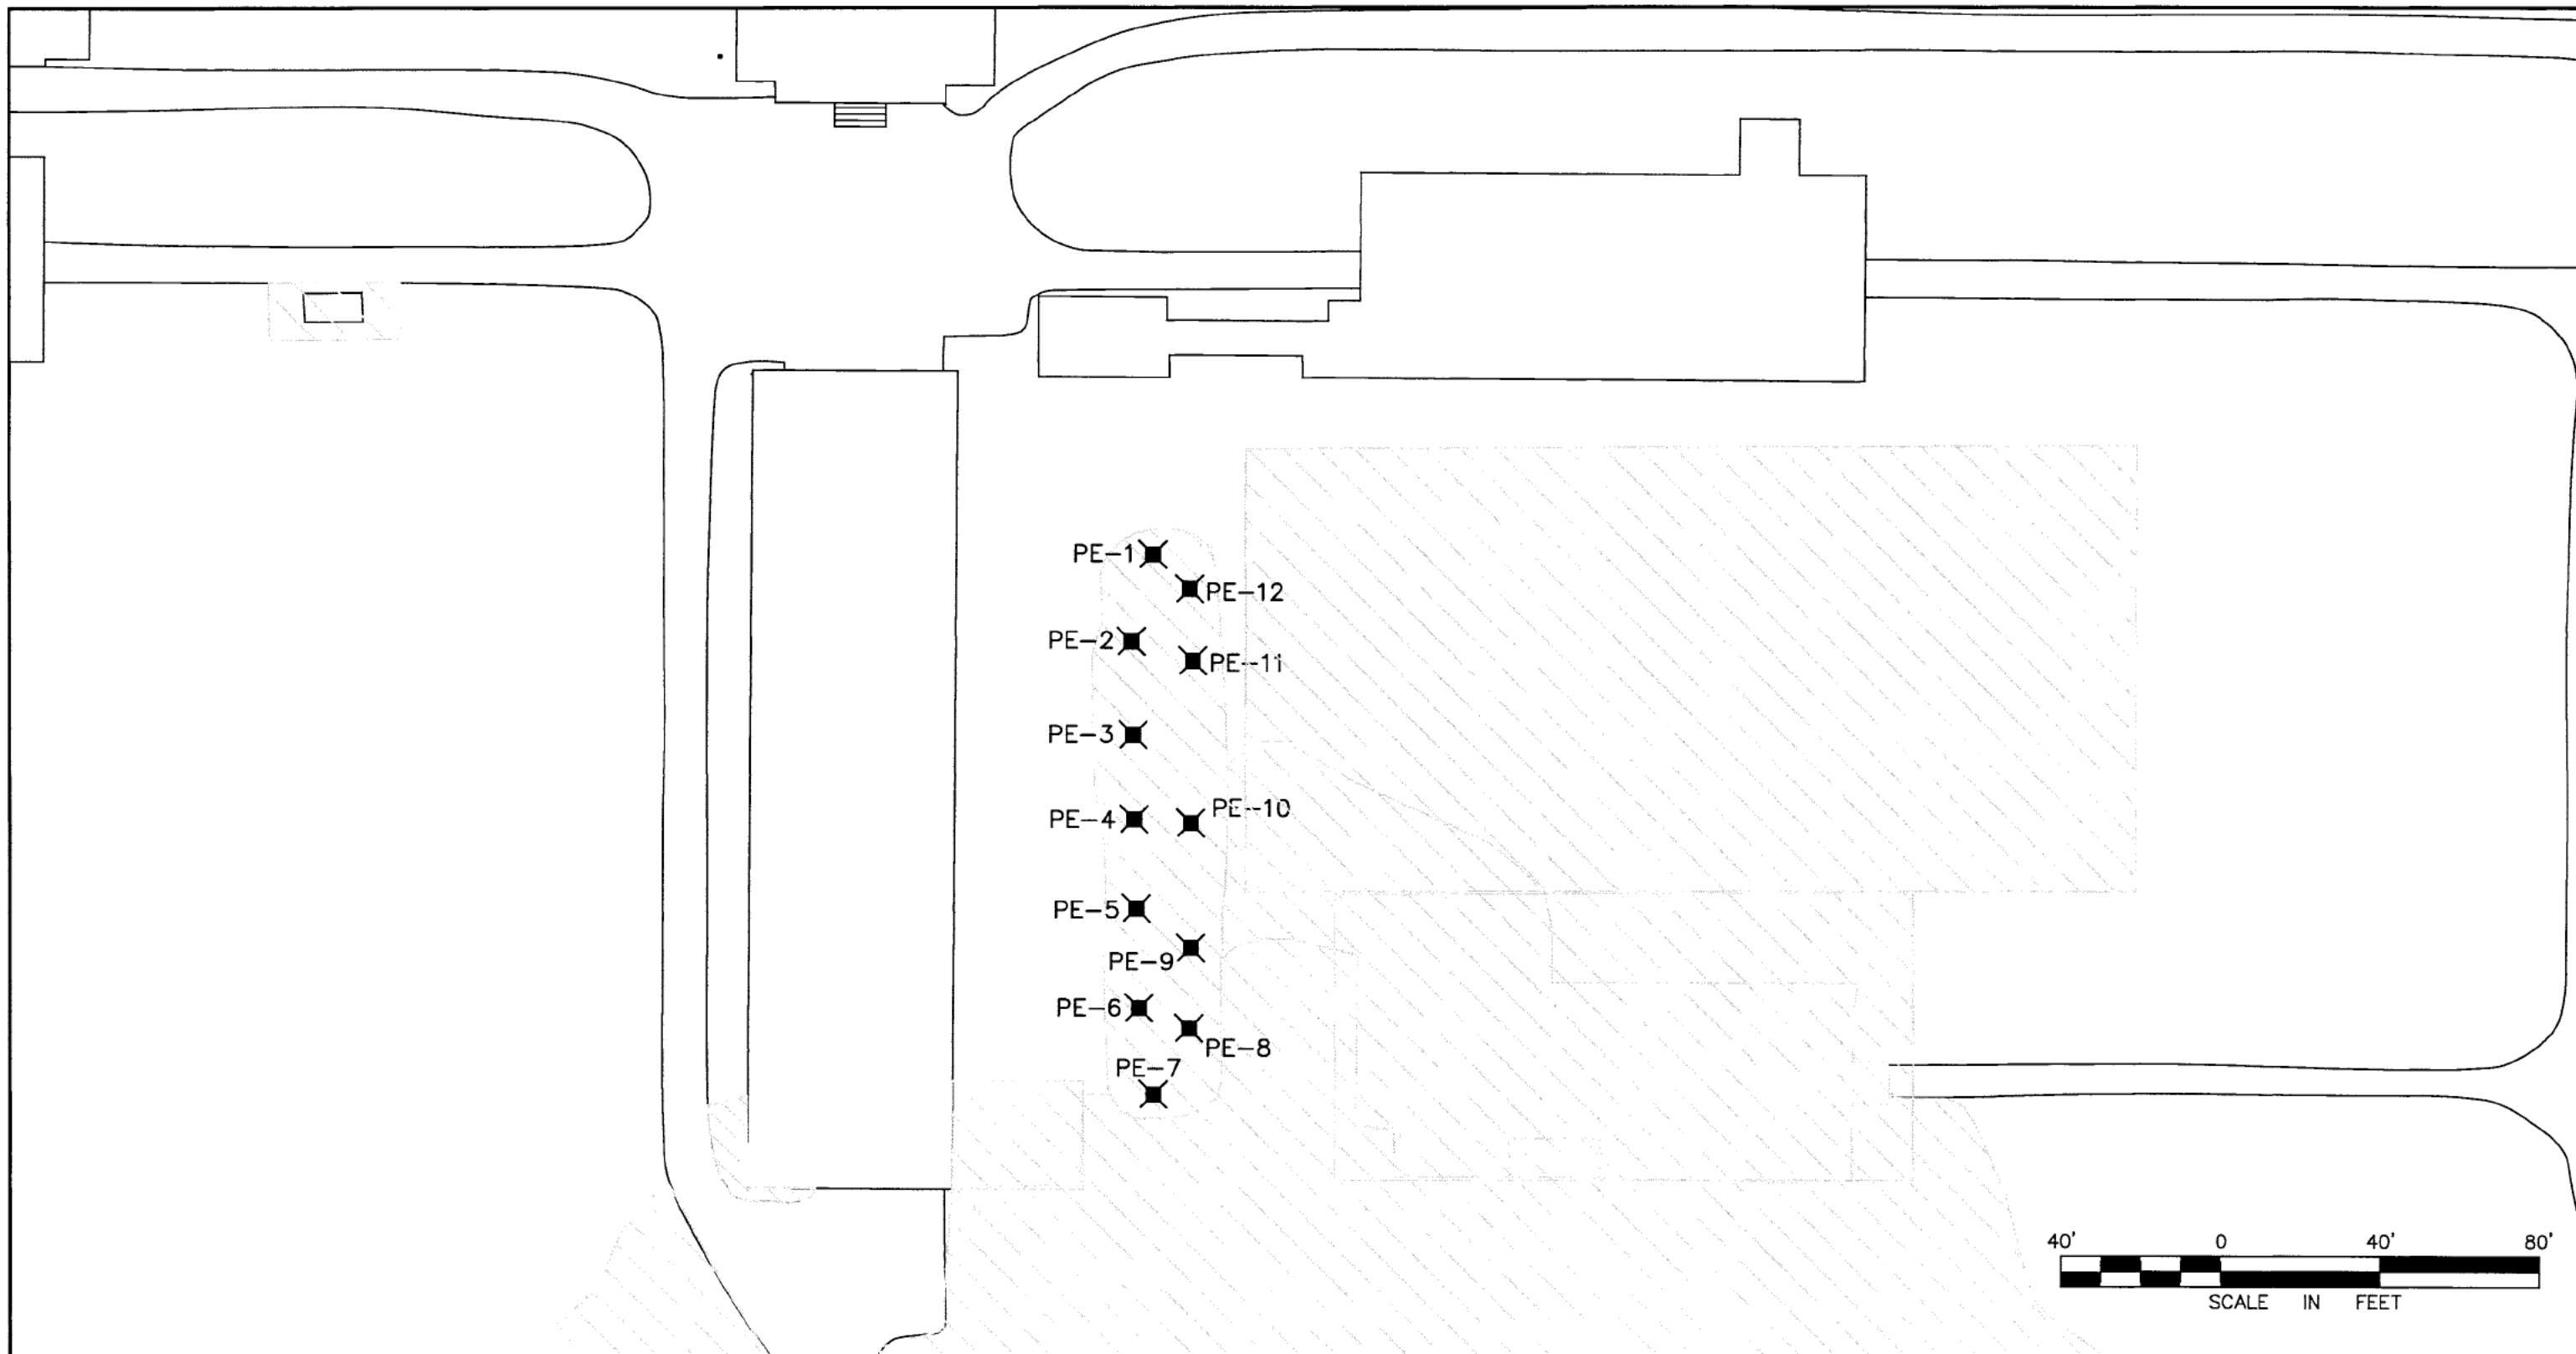 PE-1
PE-12
PE-2
PE-11
PE-3
PE-10
PE-4
PE-5
PE-9
PE-6
PE-8
PE-7
40' 0 40' 80'
SCALE IN FEET